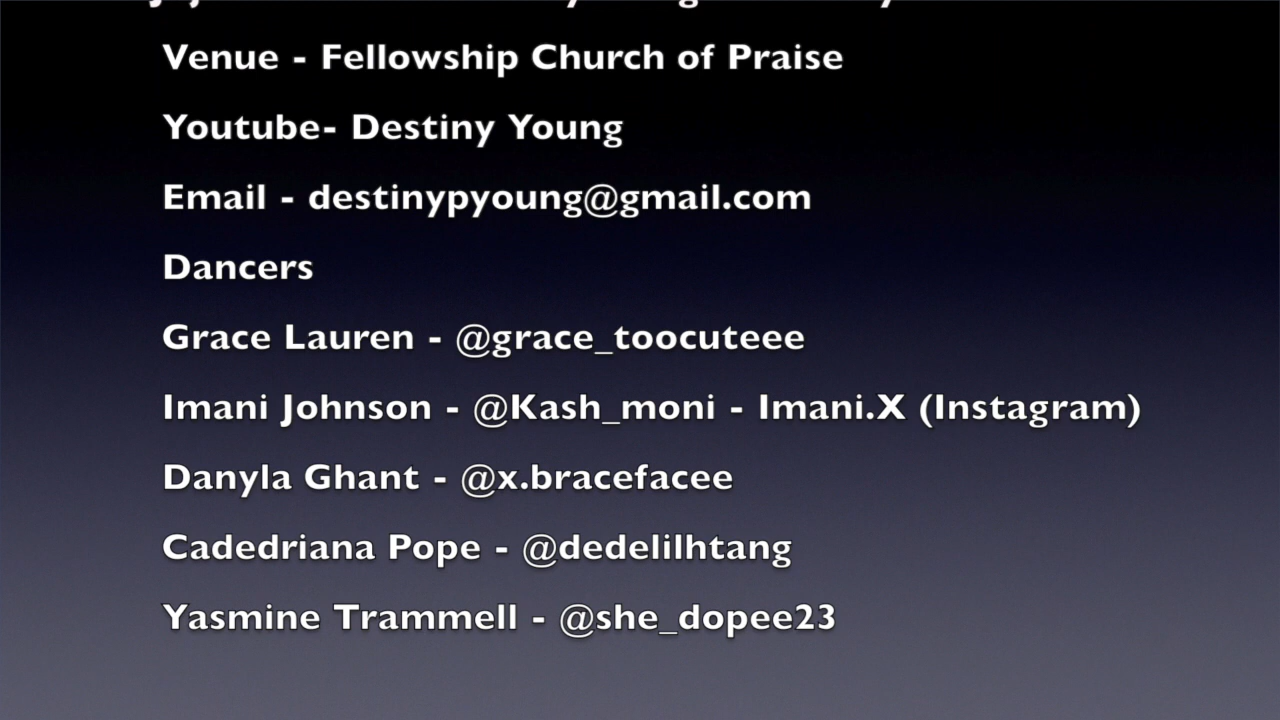 Venue - Fellowship Church of Praise
Youtube- Destiny Young
Email - destinypyoung@gmail.com
Dancers
Grace Lauren - @grace_toocuteee
Imani Johnson - @Kash_moni - Imani.X (Instagram)
Danyla Ghant - @x.bracefacee
Cadedriana Pope - @dedelilhtang
Yasmine Trammell - @she_dopee23